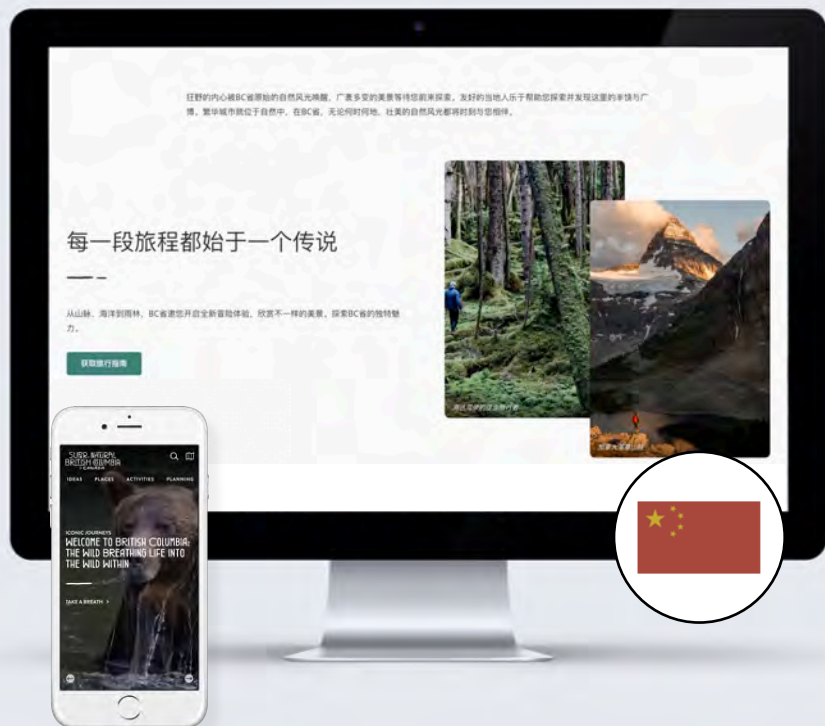 狂野的内心被BC省原始的自然风光唤醒，广袤多变的美景等待您前来探索。友好的当地人乐于帮助您探索并发现这里的丰饶与广
博。繁华城市就位于自然中，在BC省，无论何时何地，壮美的自然风光都将时刻与您相伴。
每一段旅程都始于一个传说
从山脉、海洋到雨林，BC省邀您开启全新冒险体验，欣赏不一样的美景。探索BC省的独特魅
力。
获取旅行指南
SUPER, NATURAL
BRITISH COLUMBIA
CANADA
IDEAS PLACES ACTIVITIES PLANNING
ICONIC JOURNEYS
WELCOME TO BRITISH COLUMBIA:
THE WILD BREATHING LIFE INTO
THE WILD WITHIN
TAKE A BREATH >